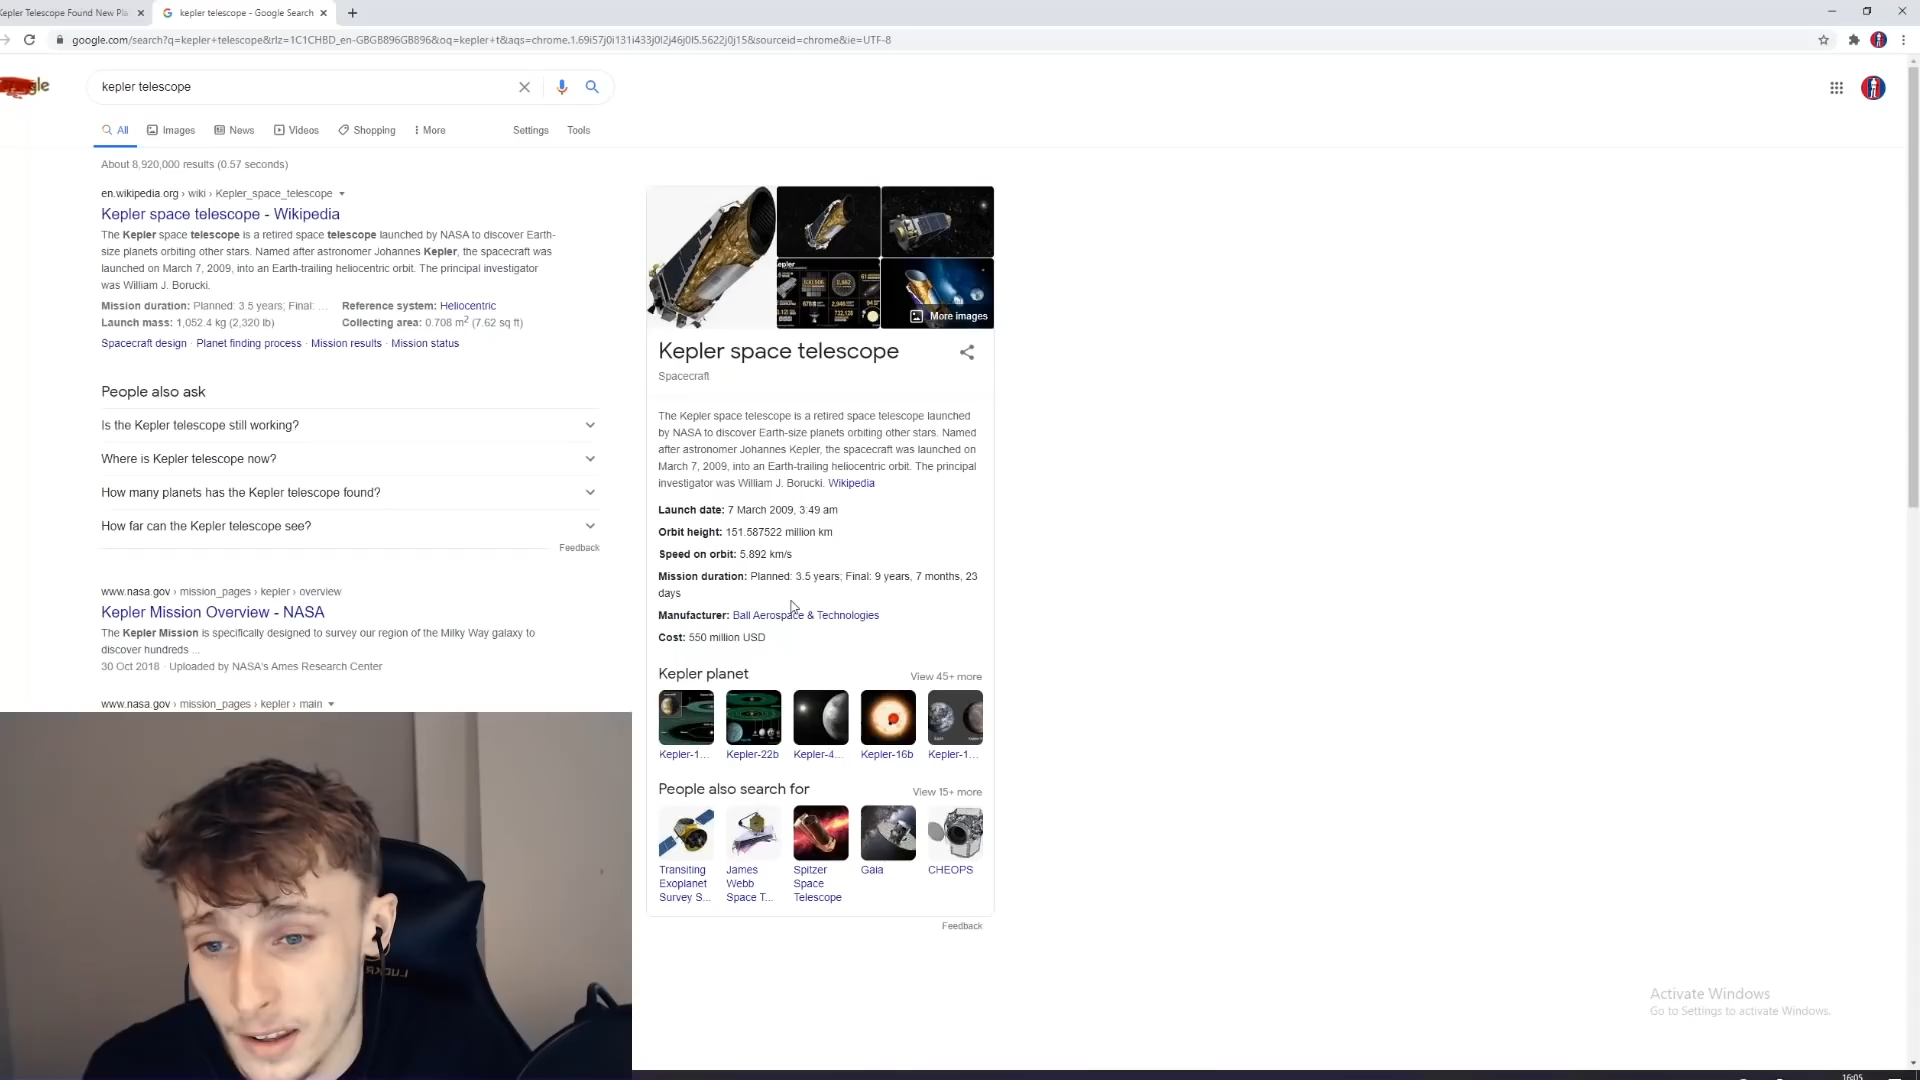 Kepler Telescope Found New Pla
kepler telescope - Google Search
google.com/search?q=kepler+telescope&rlz=1C1CHBD_en-GBGB896GB896&oq=kepler+t&aqs=chrome.1.69i57j0i131i433j0l2j46j0l5.5622j0j15&sourceid=chrome&ie=UTF-8
gle
kepler telescope
All Images News Videos Shopping More Settings Tools
About 8,920,000 results (0.57 seconds)
en.wikipedia.org › wiki › Kepler_space_telescope
Kepler space telescope - Wikipedia
The Kepler space telescope is a retired space telescope launched by NASA to discover Earth-
size planets orbiting other stars. Named after astronomer Johannes Kepler, the spacecraft was
launched on March 7, 2009, into an Earth-trailing heliocentric orbit. The principal investigator
was William J. Borucki.
Mission duration: Planned: 3.5 years; Final: ... Reference system: Heliocentric
Launch mass: 1,052.4 kg (2,320 lb) Collecting area: 0.708 m2 (7.62 sq ft)
Spacecraft design · Planet finding process · Mission results · Mission status
People also ask
Is the Kepler telescope still working?
Where is Kepler telescope now?
How many planets has the Kepler telescope found?
How far can the Kepler telescope see?
Feedback
www.nasa.gov › mission_pages › kepler › overview
Kepler Mission Overview - NASA
The Kepler Mission is specifically designed to survey our region of the Milky Way galaxy to
discover hundreds ...
30 Oct 2018 · Uploaded by NASA's Ames Research Center
www.nasa.gov › mission_pages › kepler › main
More images
Kepler space telescope
Spacecraft
The Kepler space telescope is a retired space telescope launched
by NASA to discover Earth-size planets orbiting other stars. Named
after astronomer Johannes Kepler, the spacecraft was launched on
March 7, 2009, into an Earth-trailing heliocentric orbit. The principal
investigator was William J. Borucki. Wikipedia
Launch date: 7 March 2009, 3:49 am
Orbit height: 151.587522 million km
Speed on orbit: 5.892 km/s
Mission duration: Planned: 3.5 years; Final: 9 years, 7 months, 23
days
Manufacturer: Ball Aerospace & Technologies
Cost: 550 million USD
Kepler planet
View 45+ more
Kepler-1... Kepler-22b Kepler-4... Kepler-16b Kepler-1...
People also search for
View 15+ more
Transiting
Exoplanet
Survey S...
James
Webb
Space T...
Spitzer
Space
Telescope
Gaia
CHEOPS
Feedback
Activate Windows
Go to Settings to activate Windows.
16:05